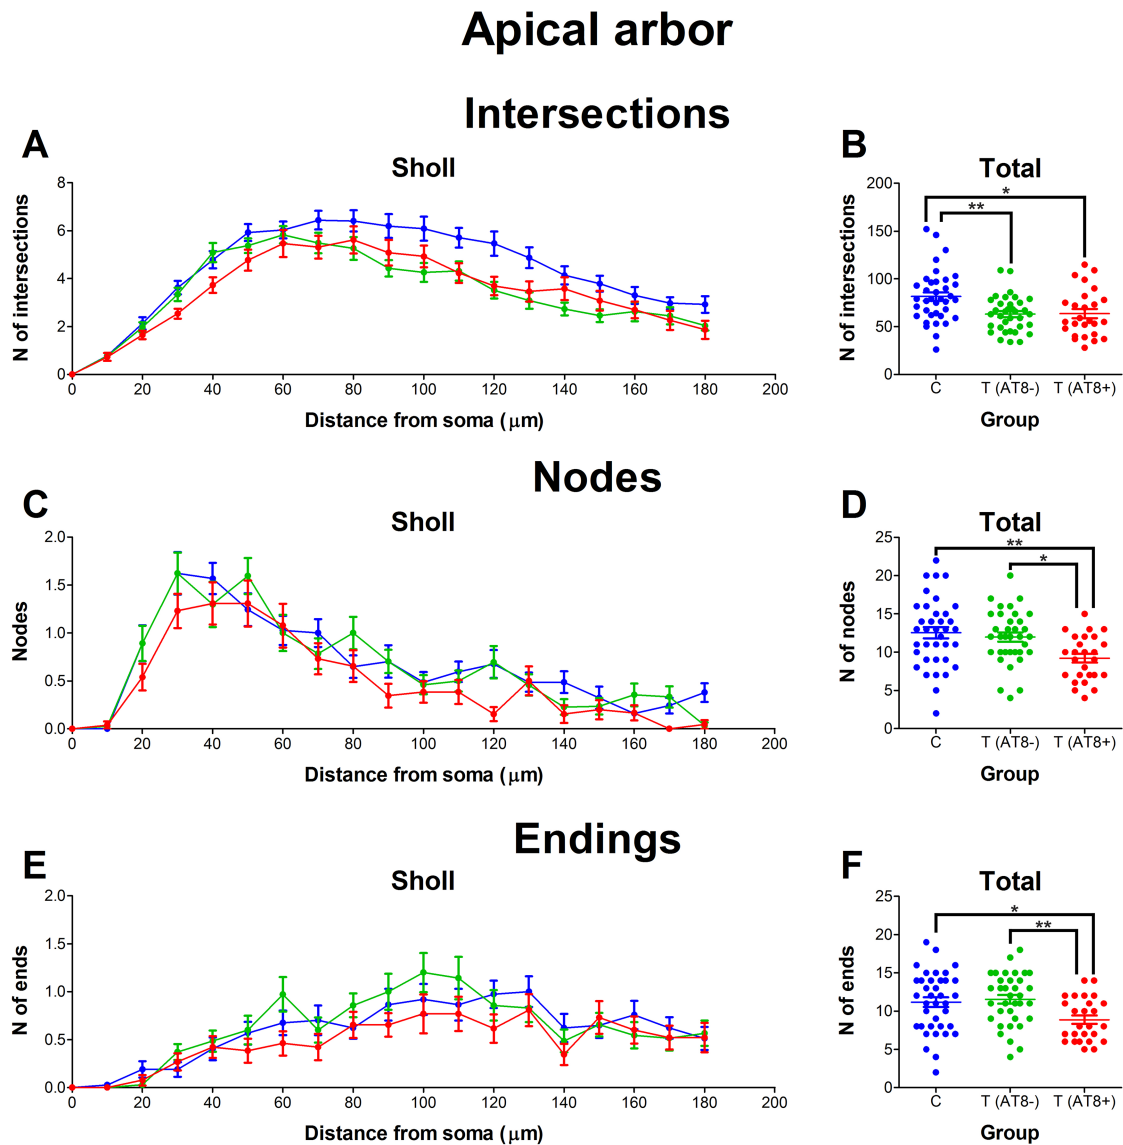 Apical arbor
Intersections
A
Sholl
N of intersections
8
6
4
2
0
0 20 40 60 80 100 120 140 160 180 200
Distance from soma (μm)
B
Total
N of intersections
200
150
100
50
0
*
**
C T (AT8-) T (AT8+)
Group
Nodes
C
Sholl
Nodes
2.0
1.5
1.0
0.5
0.0
0 20 40 60 80 100 120 140 160 180 200
Distance from soma (μm)
D
Total
N of nodes
25
20
15
10
5
0
**
*
C T (AT8-) T (AT8+)
Group
Endings
E
Sholl
N of ends
2.0
1.5
1.0
0.5
0.0
0 20 40 60 80 100 120 140 160 180 200
Distance from soma (μm)
F
Total
N of ends
25
20
15
10
5
0
*
**
C T (AT8-) T (AT8+)
Group